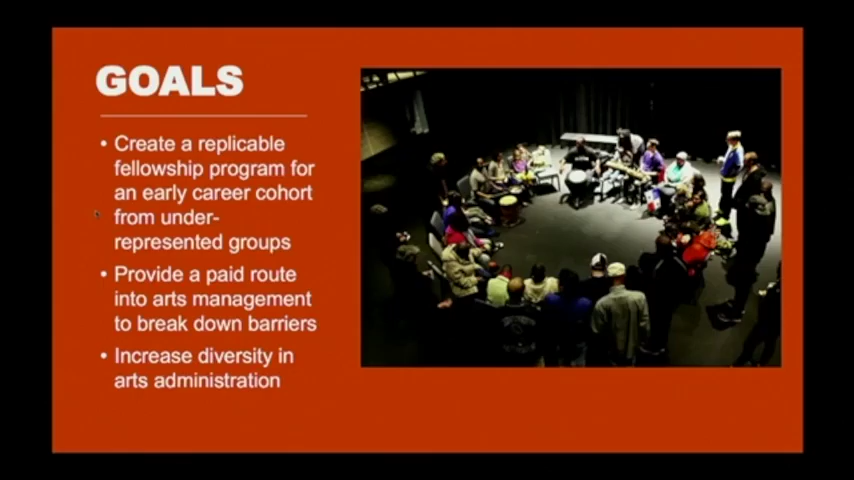 GOALS
• Create a replicable
fellowship program for
an early career cohort
from under-
represented groups
• Provide a paid route
into arts management
to break down barriers
• Increase diversity in
arts administration